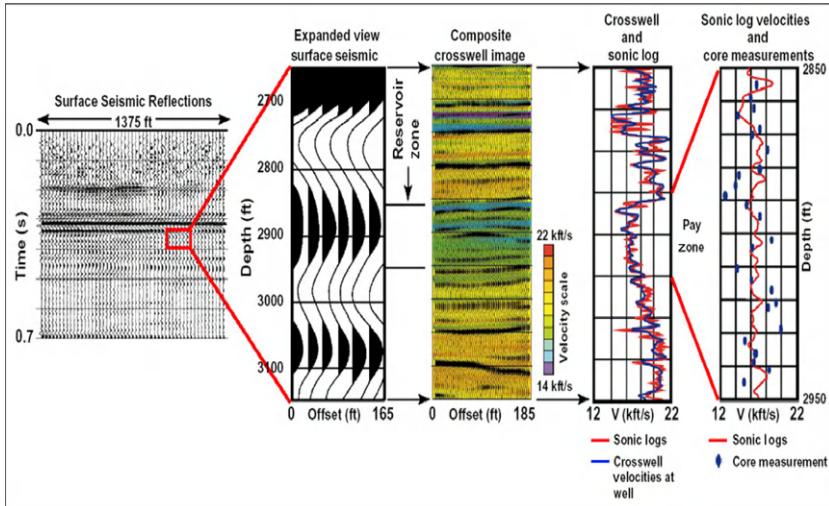 Surface Seismic Reflections
1375 ft
0.0
Time (s)
0.7
Expanded view
surface seismic
2700
2800
2900
3000
3100
Depth (ft)
0 Offset (ft) 165
Reservoir
zone
Composite
crosswell image
22 kft/s
Velocity scale
14 kft/s
0 Offset (ft) 185
Crosswell
and
sonic log
12 V (kft/s) 22
Sonic logs
Crosswell
velocities at
well
Pay
zone
Sonic log velocities
and
core measurements
2850
Depth (ft)
2950
12 V (kft/s) 22
Sonic logs
Core measurement